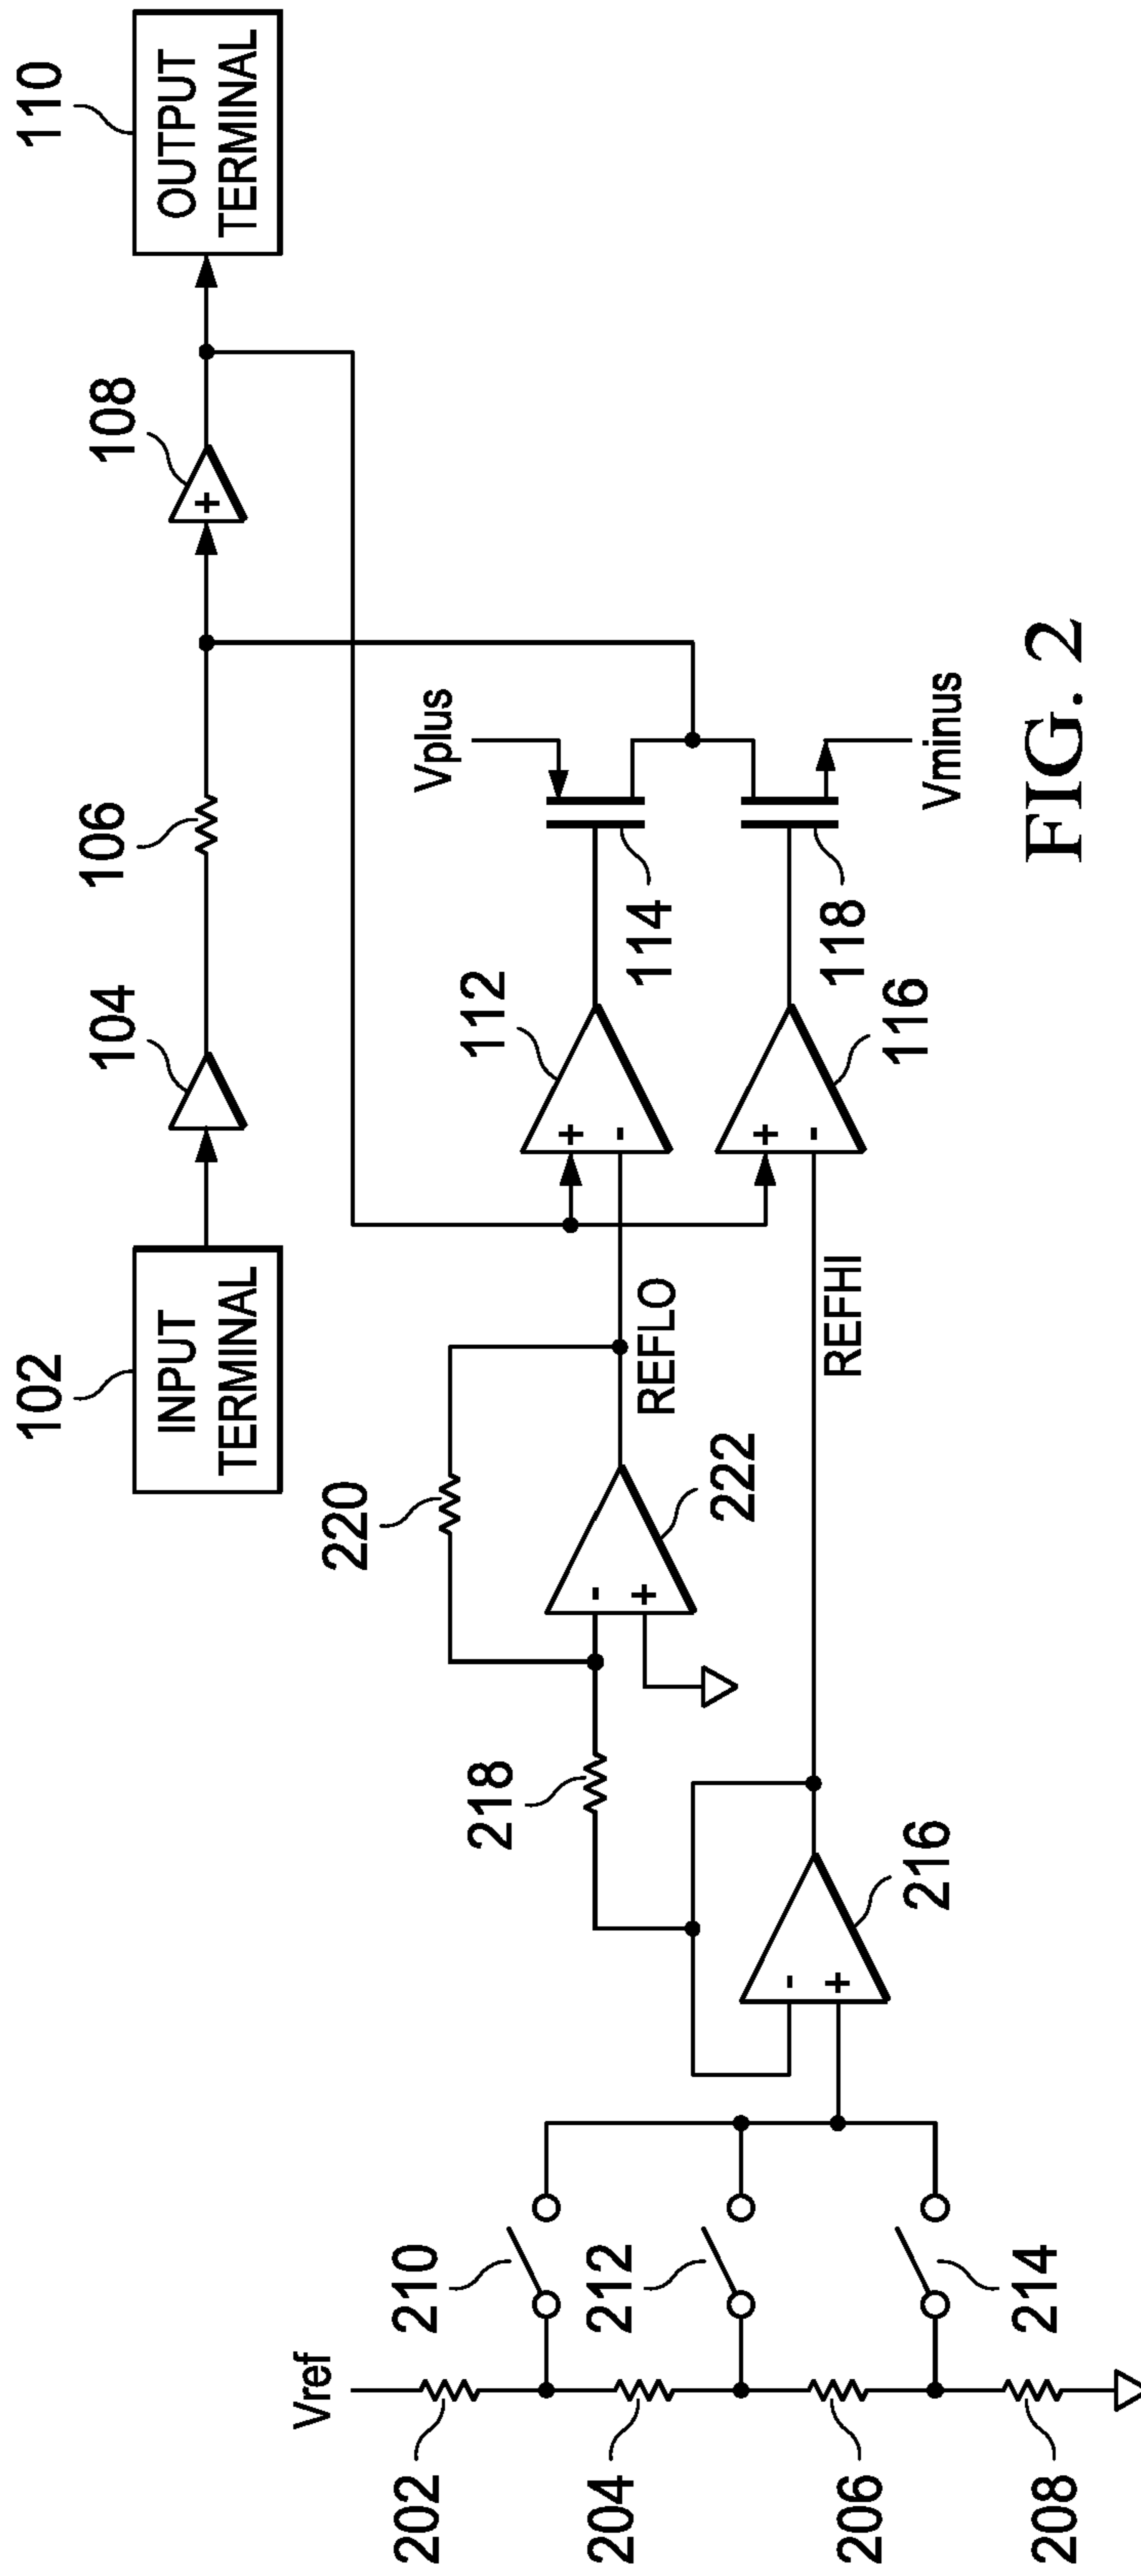 102
INPUT
TERMINAL
104
106
108
110
OUTPUT
TERMINAL
+
220
218
-
+
222
REFLO
112
+
-
Vplus
114
116
+
-
118
Vminus
REFHI
Vref
202
204
206
208
210
212
214
-
+
216
FIG. 2